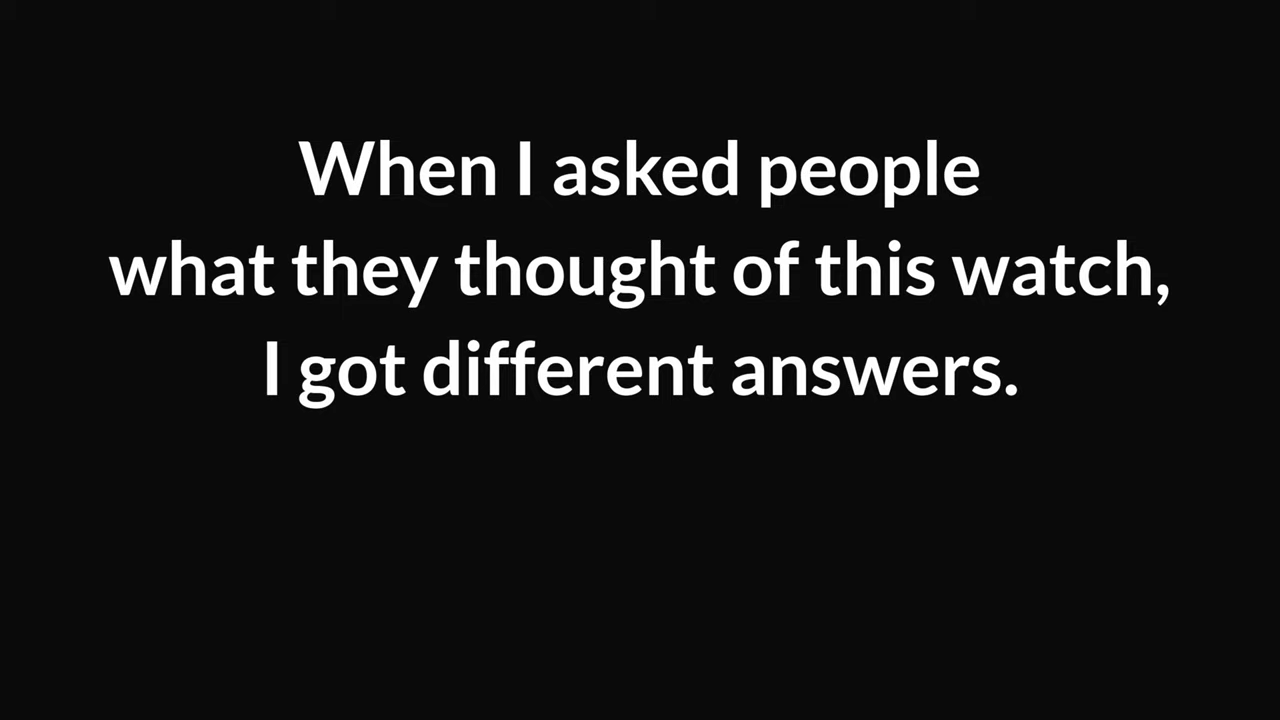 When I asked people
what they thought of this watch,
I got different answers.